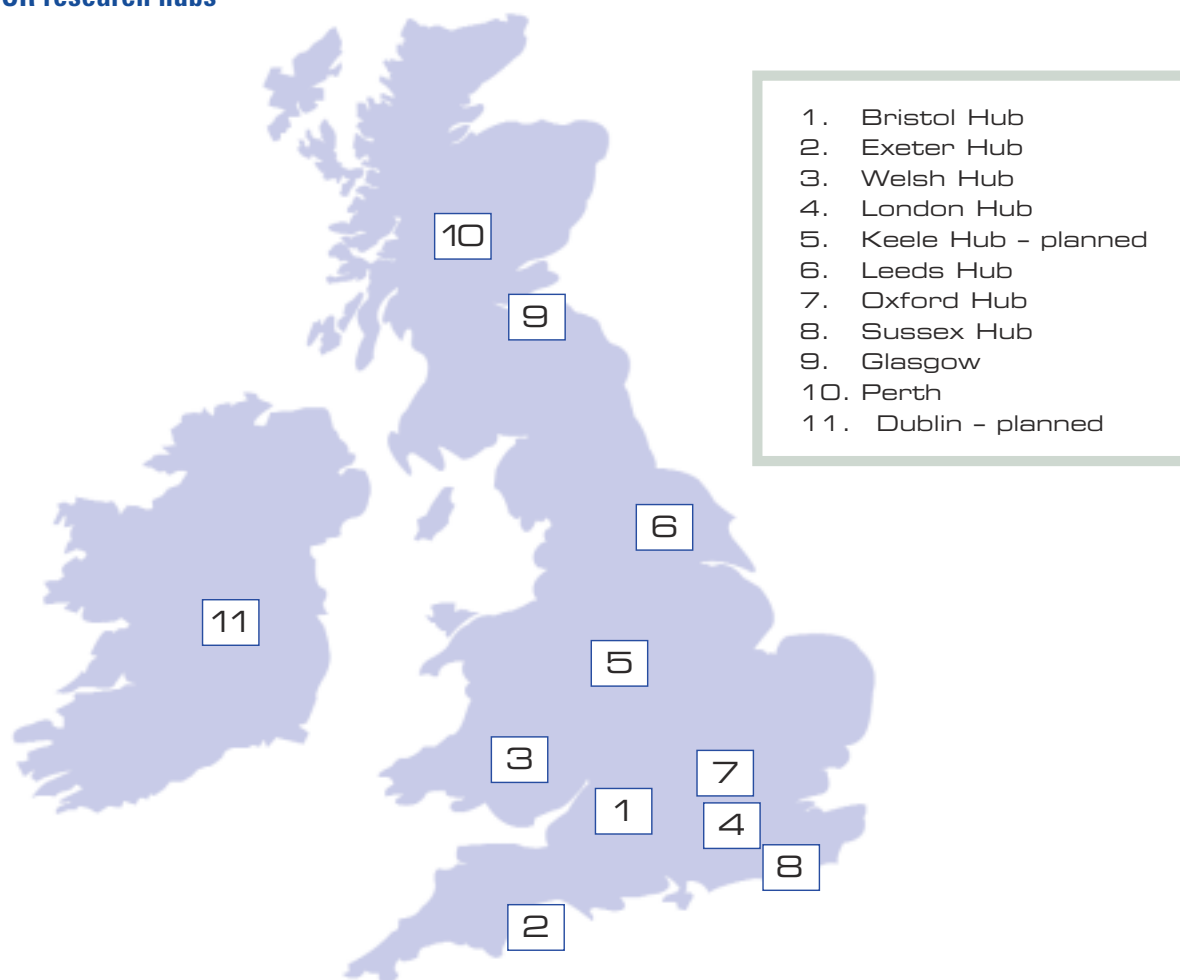 research hubs
1. Bristol Hub
2. Exeter Hub
3. Welsh Hub
4. London Hub
5. Keele Hub – planned
6. Leeds Hub
7. Oxford Hub
8. Sussex Hub
9. Glasgow
10. Perth
11. Dublin – planned
10
9
6
11
5
3
7
1
4
8
2